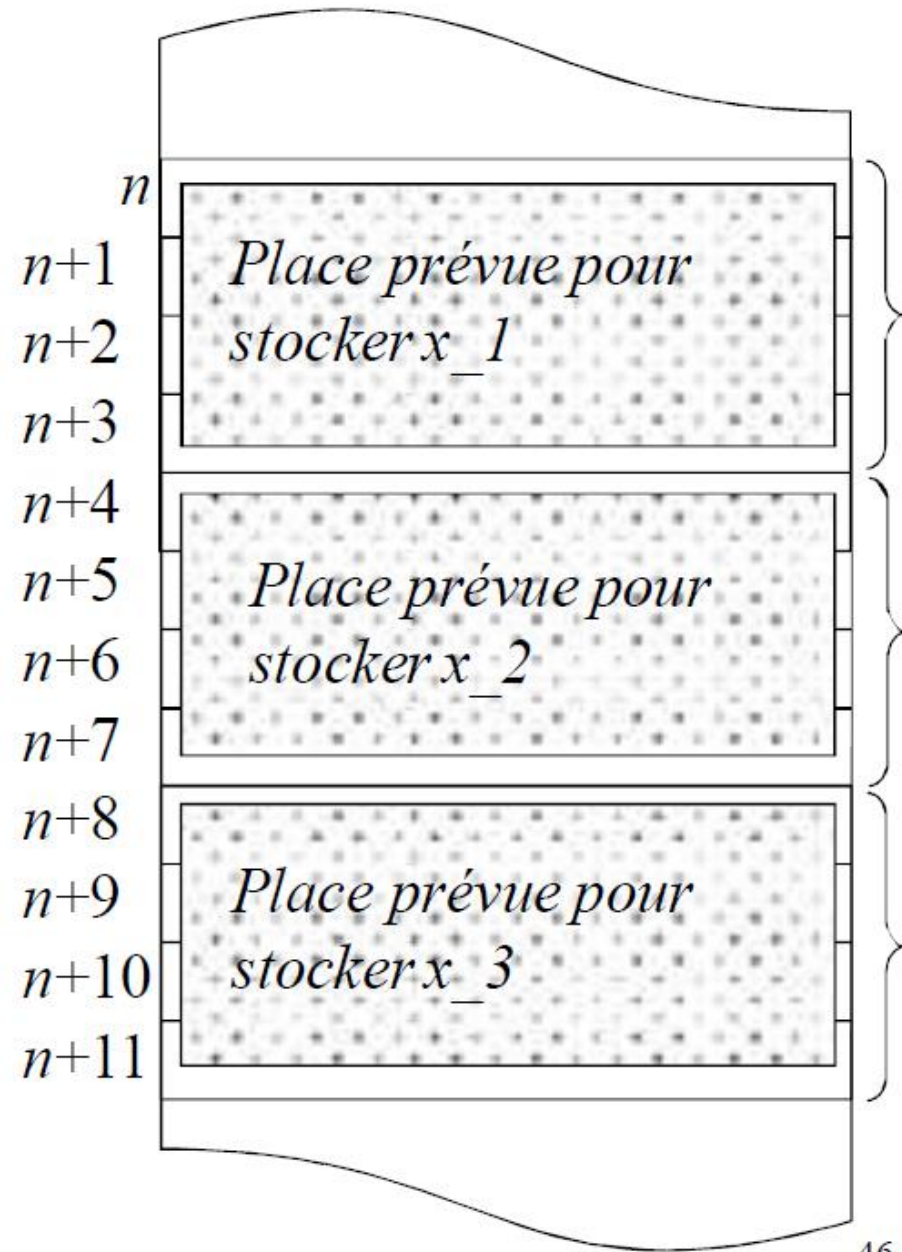 n
n+1
n+2
n+3
Place prévue pour
stocker x_1
n+4
n+5
n+6
n+7
Place prévue pour
stocker x_2
n+8
n+9
n+10
n+11
Place prévue pour
stocker x_3
46